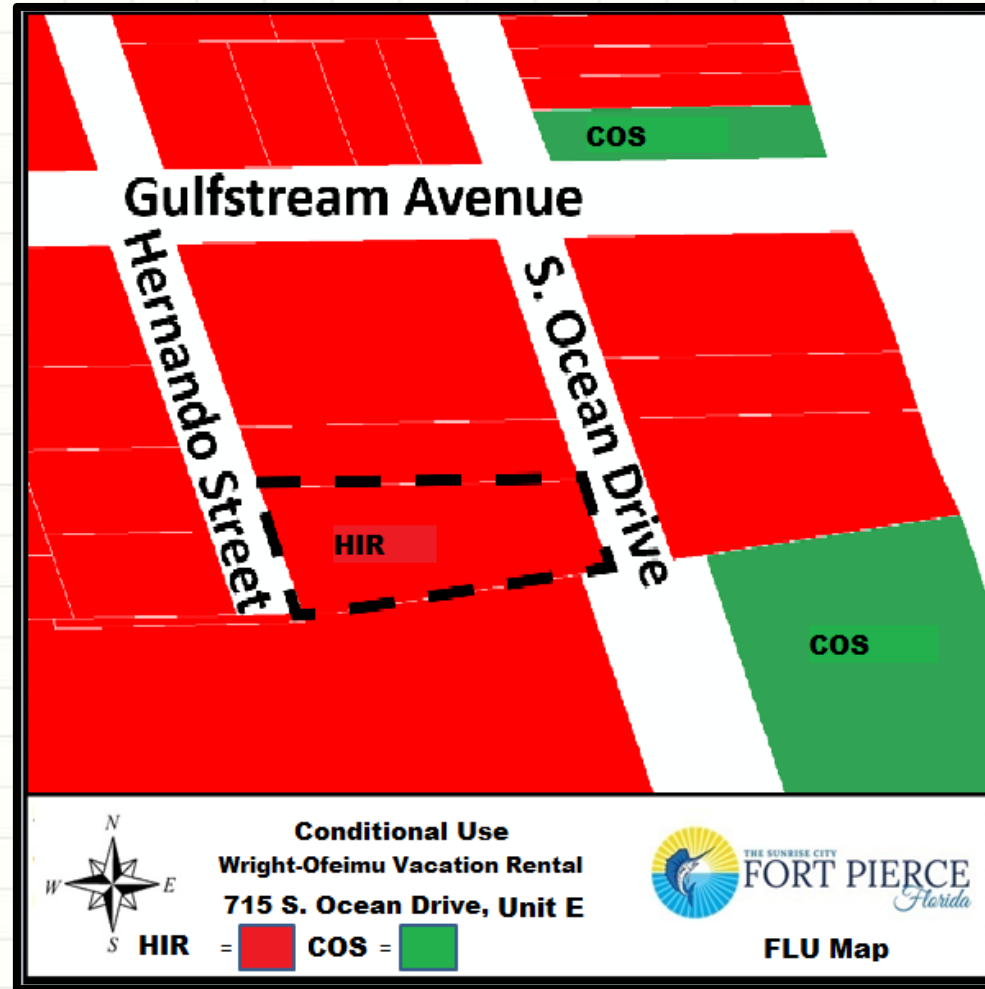 COS
Gulfstream Avenue
Hernando Street
S. Ocean Drive
HIR
COS
N
W E
S
Conditional Use
Wright-Ofeimu Vacation Rental
715 S. Ocean Drive, Unit E
HIR = COS =
THE SUNRISE CITY
FORT PIERCE
Florida
FLU Map